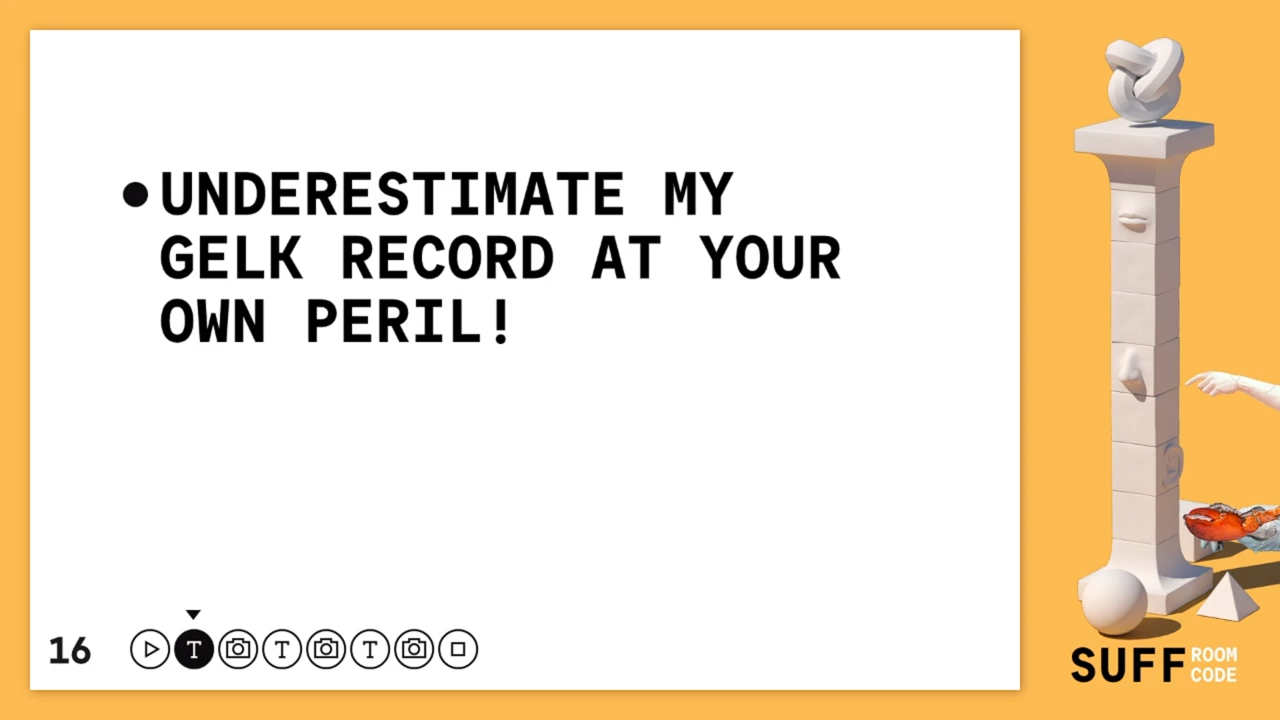 •UNDERESTIMATE MY
GELK RECORD AT YOUR
OWN PERIL!
16
T T T
SUFF ROOM
CODE